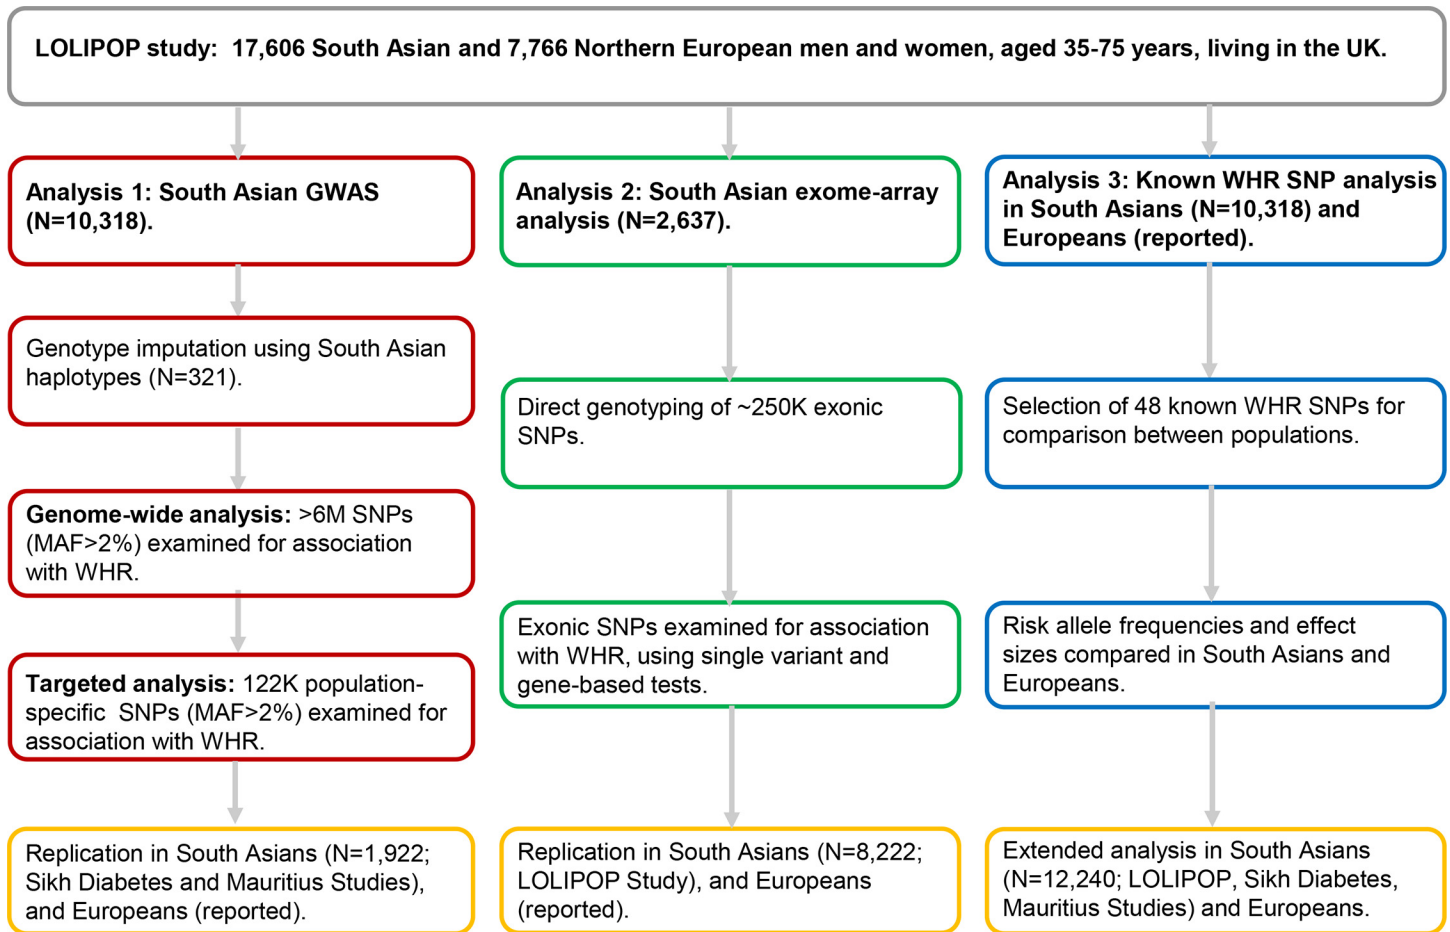 LOLIPOP study:  17,606 South Asian and 7,766 Northern European men and women, aged 35-75 years, living in the UK.
Analysis 1: South Asian GWAS
(N=10,318).
Genotype imputation using South Asian
haplotypes (N=321).
Genome-wide analysis: >6M SNPs
(MAF>2%) examined for association
with WHR.
Targeted analysis: 122K population-
specific  SNPs (MAF>2%) examined for
association with WHR.
Replication in South Asians (N=1,922;
Sikh Diabetes and Mauritius Studies),
and Europeans (reported).
Analysis 2: South Asian exome-array
analysis (N=2,637).
Direct genotyping of ~250K exonic
SNPs.
Exonic SNPs examined for association
with WHR, using single variant and
gene-based tests.
Replication in South Asians (N=8,222;
LOLIPOP Study), and Europeans
(reported).
Analysis 3: Known WHR SNP analysis
in South Asians (N=10,318) and
Europeans (reported).
Selection of 48 known WHR SNPs for
comparison between populations.
Risk allele frequencies and effect
sizes compared in South Asians and
Europeans.
Extended analysis in South Asians
(N=12,240; LOLIPOP, Sikh Diabetes,
Mauritius Studies) and Europeans.